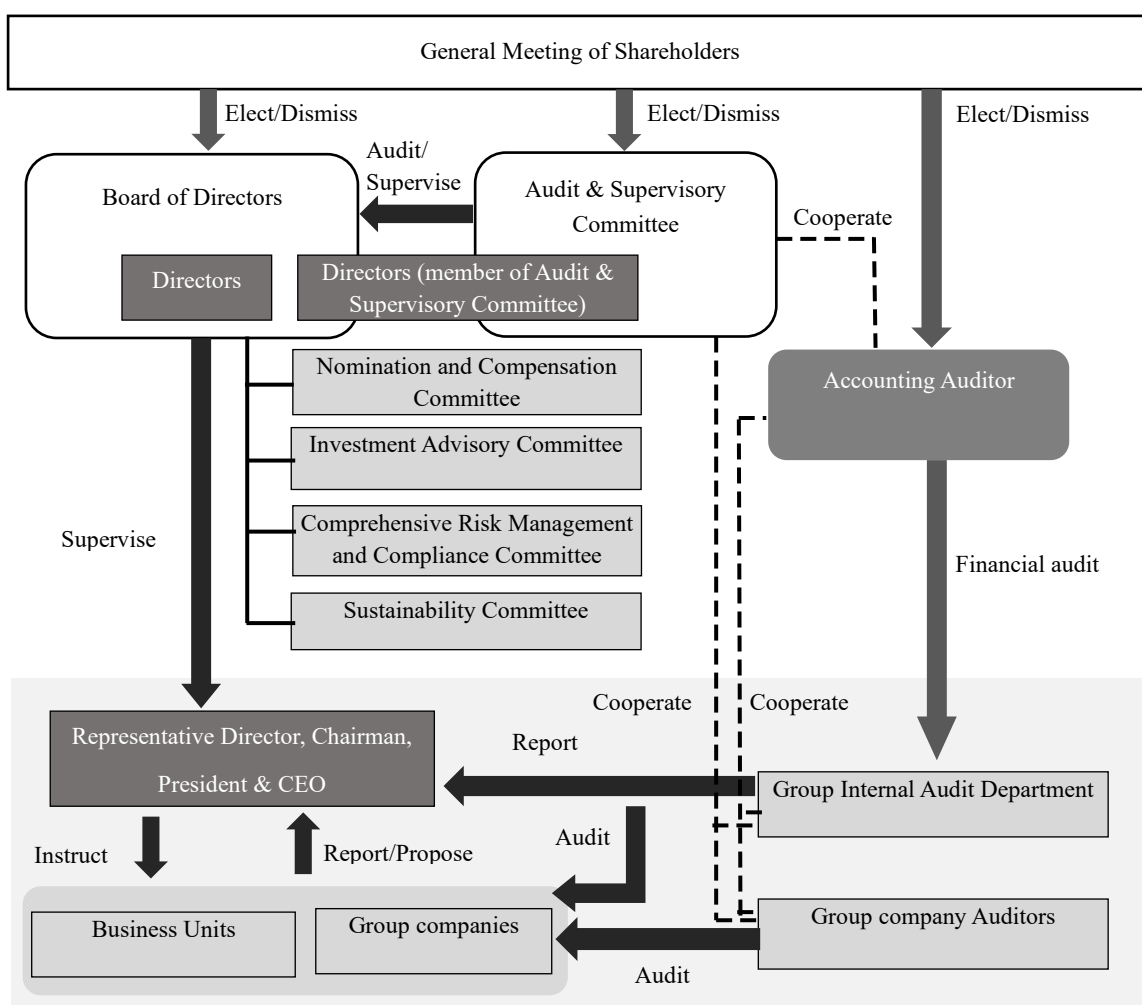 General Meeting of Shareholders
Elect/Dismiss
Elect/Dismiss
Elect/Dismiss
Audit/
Supervise
Board of Directors
Audit & Supervisory
Committee
Cooperate
Directors
Directors (member of Audit &
Supervisory Committee)
Nomination and Compensation
Committee
Accounting Auditor
Investment Advisory Committee
Comprehensive Risk Management
and Compliance Committee
Supervise
Financial audit
Sustainability Committee
Cooperate
Cooperate
Representative Director, Chairman,
President & CEO
Report
Group Internal Audit Department
Audit
Instruct
Report/Propose
Business Units
Group companies
Group company Auditors
Audit